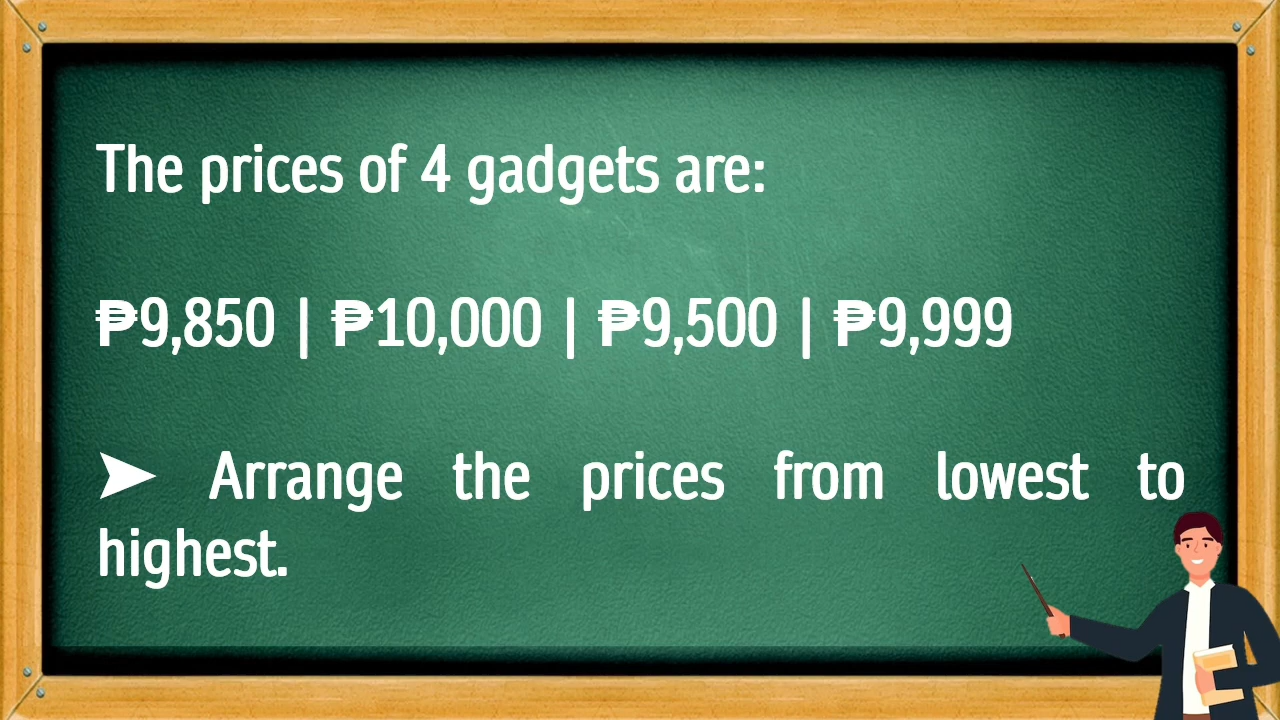 The prices of 4 gadgets are:
₱9,850 | ₱10,000 | ₱9,500 | ₱9,999
➤ Arrange the prices from lowest to
highest.